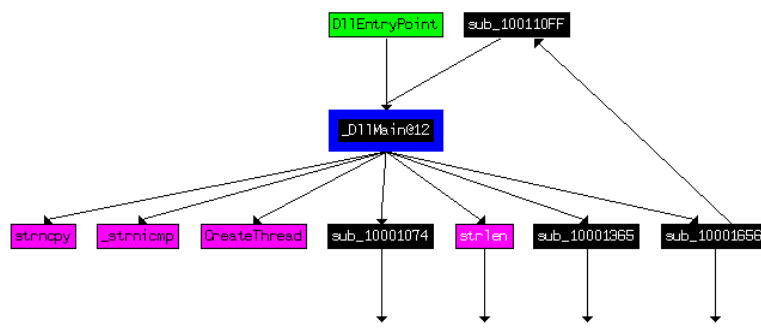 DllEntryPoint
sub_100110FF
_DllMain@12
strncpy
_strnicmp
CreateThread
sub_10001074
strlen
sub_10001365
sub_10001656